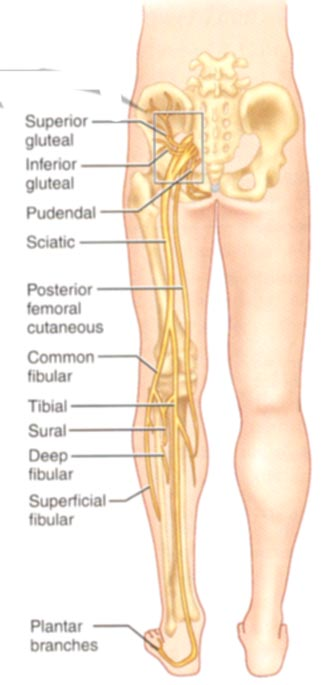 Superior
gluteal
Inferior
gluteal
Pudendal
Sciatic
Posterior
femoral
cutaneous
Common
fibular
Tibial
Sural
Deep
fibular
Superficial
fibular
Plantar
branches